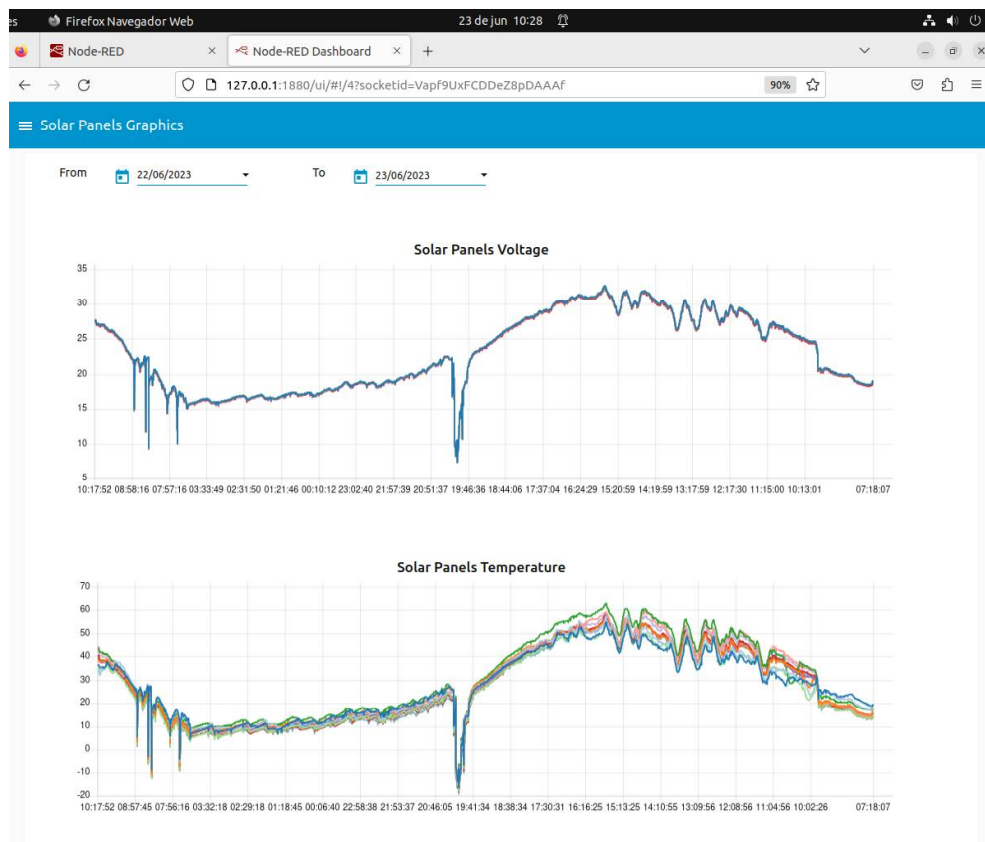 es Firefox Navegador Web 23 de jun 10:28
Node-RED × Node-RED Dashboard × +
127.0.0.1:1880/ui/#!/4?socketid=Vapf9UxFCDDeZ8pDAAAf 90%
Solar Panels Graphics
From 22/06/2023 To 23/06/2023
Solar Panels Voltage
35
30
25
20
15
10
5
10:17:52 08:58:16 07:57:16 03:33:49 02:31:50 01:21:46 00:10:12 23:02:40 21:57:39 20:51:37 19:46:36 18:44:06 17:37:04 16:24:29 15:20:59 14:19:59 13:17:59 12:17:30 11:15:00 10:13:01 07:18:07
Solar Panels Temperature
70
60
50
40
30
20
10
0
-10
-20
10:17:52 08:57:45 07:56:16 03:32:18 02:29:18 01:18:45 00:06:40 22:58:38 21:53:37 20:46:05 19:41:34 18:38:34 17:30:31 16:16:25 15:13:25 14:10:55 13:09:56 12:08:56 11:04:56 10:02:26 07:18:07